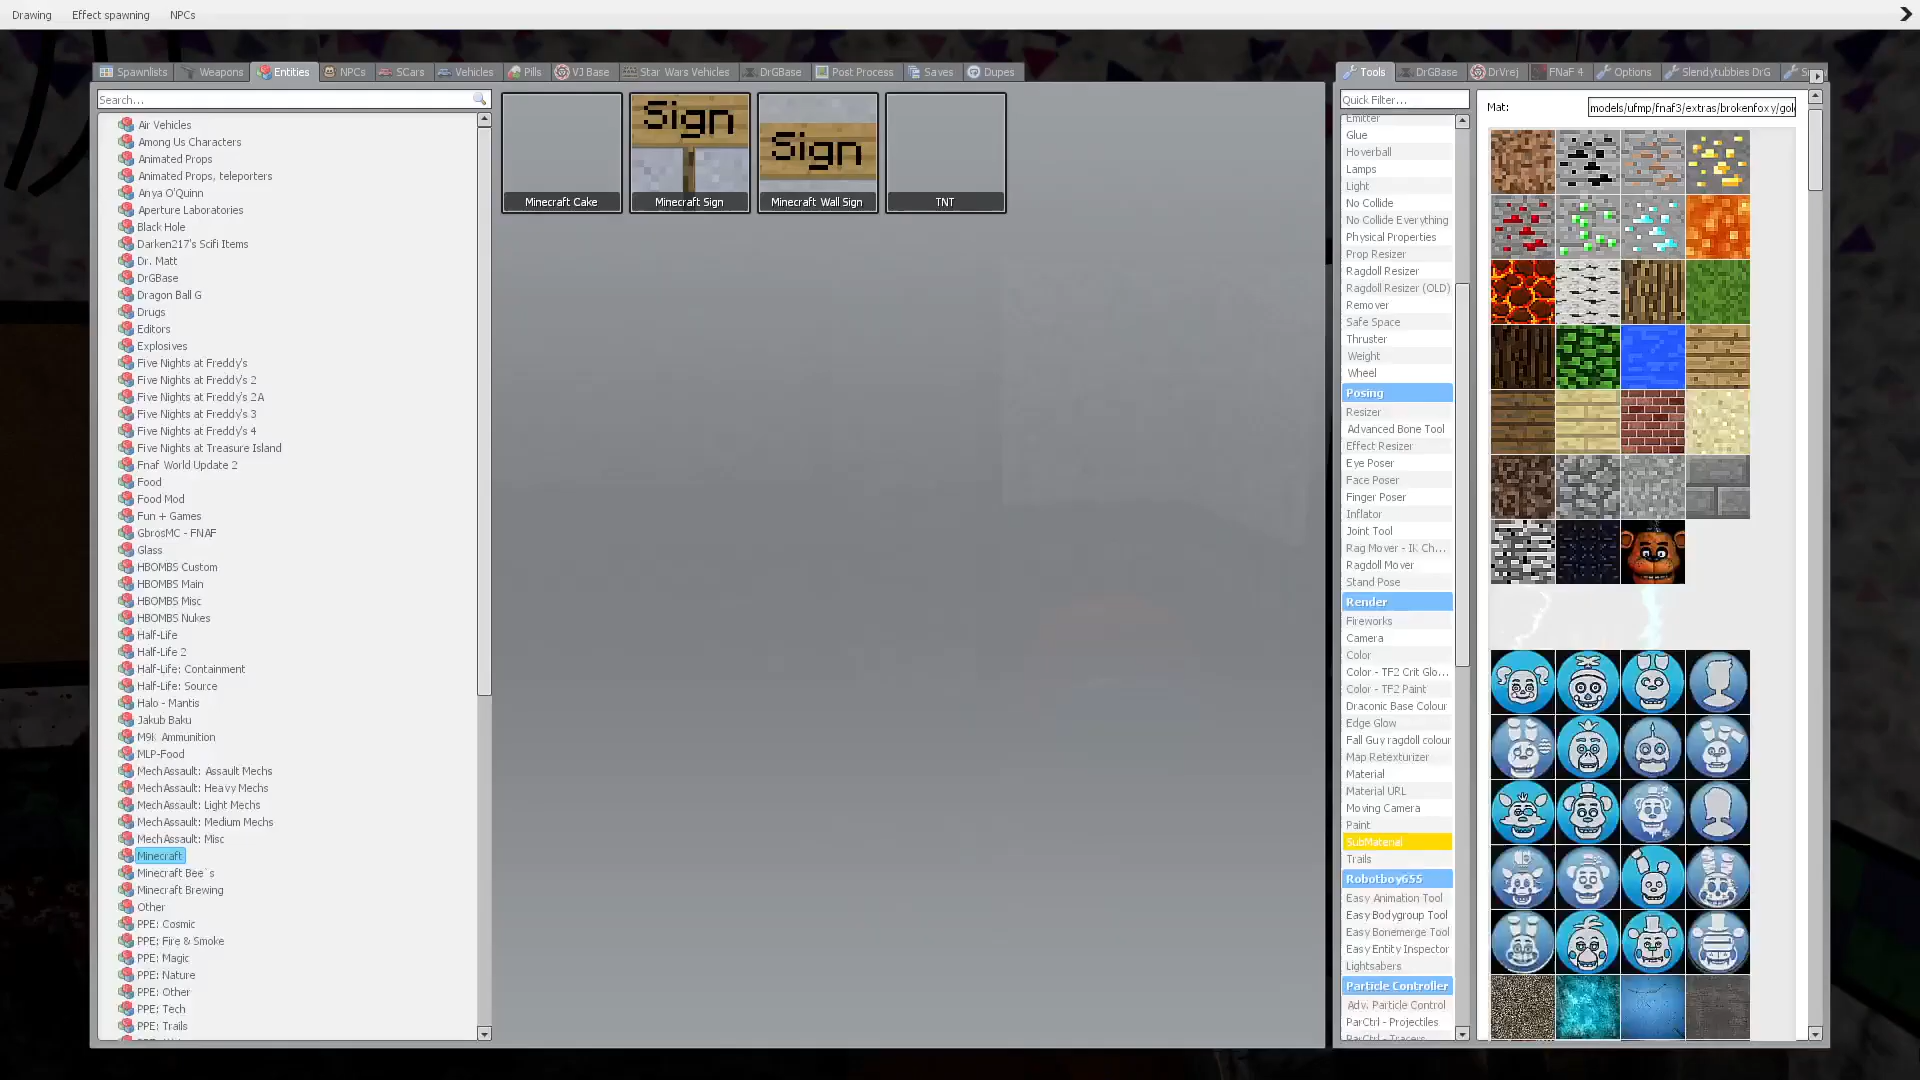 Drawing Effect spawning NPCs
Spawnlists Weapons Entities NPCs SCars Vehicles Pills VJ Base Star Wars Vehicles DrGBase Post Process Saves Dupes
Search...
Air Vehicles
Among Us Characters
Animated Props
Animated Props, teleporters
Anya O'Quinn
Aperture Laboratories
Black Hole
Darken217's Scifi Items
Dr. Matt
DrGBase
Dragon Ball G
Drugs
Editors
Explosives
Five Nights at Freddy's
Five Nights at Freddy's 2
Five Nights at Freddy's 2A
Five Nights at Freddy's 3
Five Nights at Freddy's 4
Five Nights at Treasure Island
Fnaf World Update 2
Food
Food Mod
Fun + Games
GbrosMC - FNAF
Glass
HBOMBS Custom
HBOMBS Main
HBOMBS Misc
HBOMBS Nukes
Half-Life
Half-Life 2
Half-Life: Containment
Half-Life: Source
Halo - Mantis
Jakub Baku
M9k Ammunition
MLP-Food
MechAssault: Assault Mechs
MechAssault: Heavy Mechs
MechAssault: Light Mechs
MechAssault: Medium Mechs
MechAssault: Misc
Minecraft
Minecraft Bee´s
Minecraft Brewing
Other
PPE: Cosmic
PPE: Fire & Smoke
PPE: Magic
PPE: Nature
PPE: Other
PPE: Tech
PPE: Trails
Sign
Sign
Minecraft Cake
Minecraft Sign
Minecraft Wall Sign
TNT
Tools DrGBase DrVrej FNaF 4 Options Slendytubbies DrG
Quick Filter...
Emitter
Glue
Hoverball
Lamps
Light
No Collide
No Collide Everything
Physical Properties
Prop Resizer
Ragdoll Resizer
Ragdoll Resizer (OLD)
Remover
Safe Space
Thruster
Weight
Wheel
Posing
Resizer
Advanced Bone Tool
Effect Resizer
Eye Poser
Face Poser
Finger Poser
Inflator
Joint Tool
Rag Mover - IK Ch...
Ragdoll Mover
Stand Pose
Render
Fireworks
Camera
Color
Color - TF2 Crit Glo...
Color - TF2 Paint
Draconic Base Colour
Edge Glow
Fall Guy ragdoll colour
Map Retexturizer
Material
Material URL
Moving Camera
Paint
SubMaterial
Trails
Robotboy655
Easy Animation Tool
Easy Bodygroup Tool
Easy Bonemerge Tool
Easy Entity Inspector
Lightsabers
Particle Controller
Adv. Particle Control
ParCtrl - Projectiles
ParCtrl - Tracers
Mat: models/ufmp/fnaf3/extras/brokenfoxy/gol